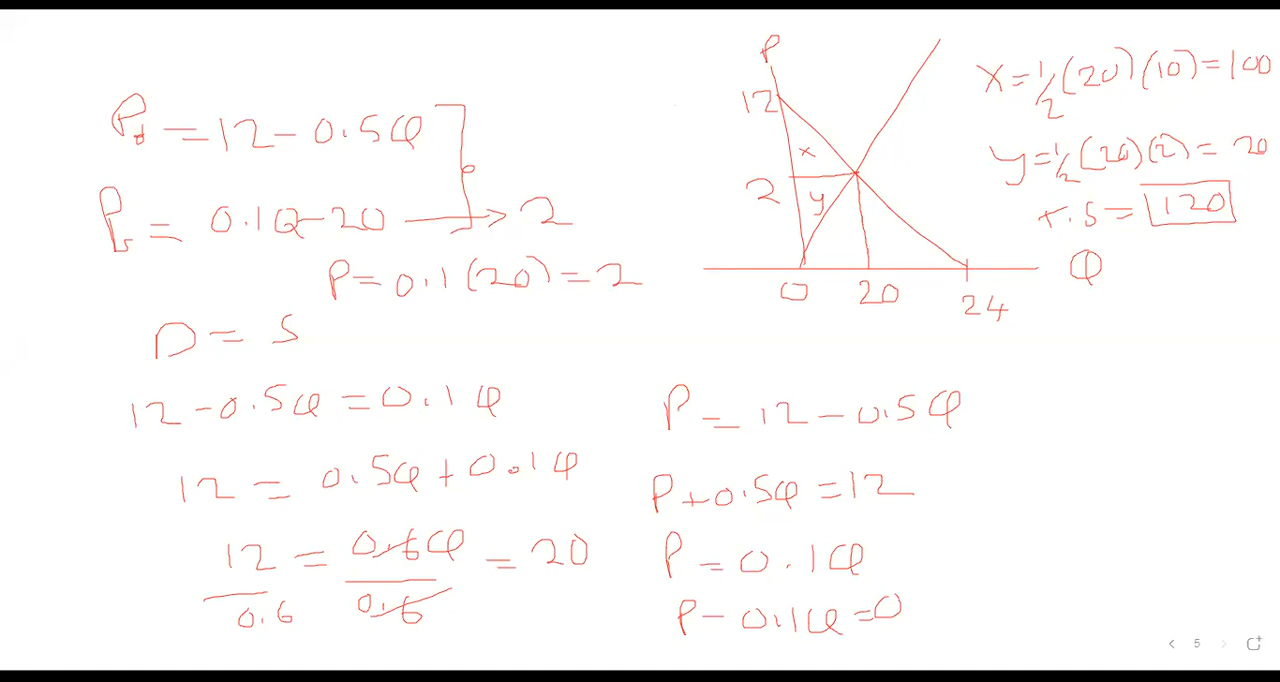 Pd = 12 - 0.5Q
Ps = 0.1Q - 20 → 2
P = 0.1(20) = 2
D = S
12 - 0.5Q = 0.1Q
12 = 0.5Q + 0.1Q
12 = 0.6Q = 20
0.6 0.6
P
12
x
2
y
0
20
24
Q
X = 1/2 (20)(10) = 100
y = 1/2 (20)(2) = 20
T.S = 120
P = 12 - 0.5Q
P + 0.5Q = 12
P = 0.1Q
P - 0.1Q = 0
5